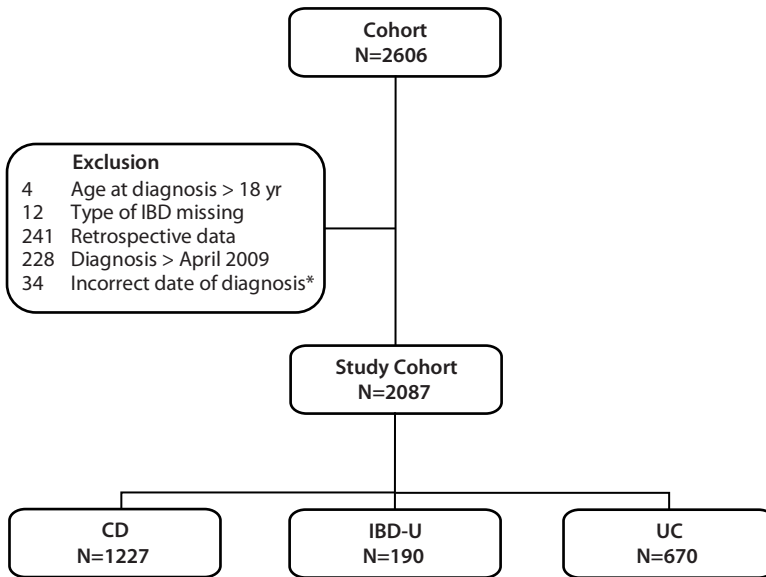 Cohort
N=2606
Exclusion
4 Age at diagnosis > 18 yr
12 Type of IBD missing
241 Retrospective data
228 Diagnosis > April 2009
34 Incorrect date of diagnosis*
Study Cohort
N=2087
CD
N=1227
IBD-U
N=190
UC
N=670